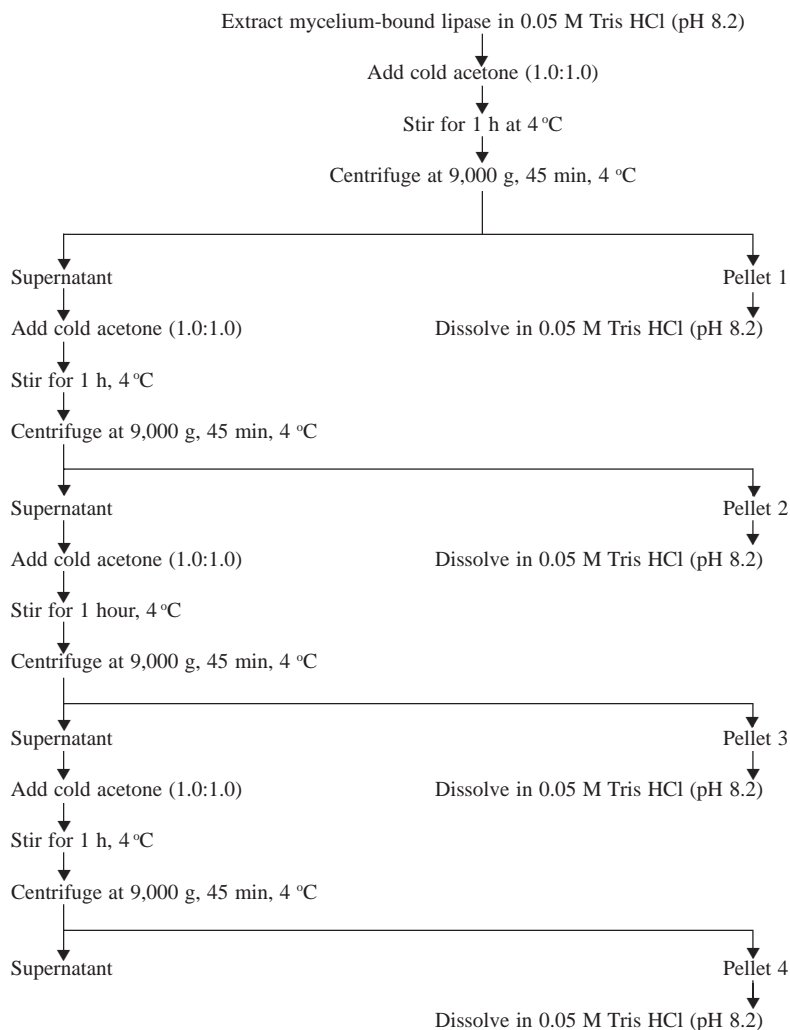 Extract mycelium-bound lipase in 0.05 M Tris HCl (pH 8.2)
Add cold acetone (1.0:1.0)
Stir for 1 h at 4 °C
Centrifuge at 9,000 g, 45 min, 4 °C
Supernatant
Pellet 1
Add cold acetone (1.0:1.0)
Dissolve in 0.05 M Tris HCl (pH 8.2)
Stir for 1 h, 4 °C
Centrifuge at 9,000 g, 45 min, 4 °C
Supernatant
Pellet 2
Add cold acetone (1.0:1.0)
Dissolve in 0.05 M Tris HCl (pH 8.2)
Stir for 1 hour, 4 °C
Centrifuge at 9,000 g, 45 min, 4 °C
Supernatant
Pellet 3
Add cold acetone (1.0:1.0)
Dissolve in 0.05 M Tris HCl (pH 8.2)
Stir for 1 h, 4 °C
Centrifuge at 9,000 g, 45 min, 4 °C
Supernatant
Pellet 4
Dissolve in 0.05 M Tris HCl (pH 8.2)